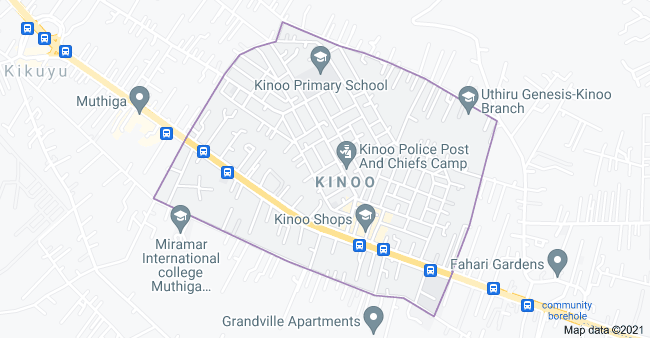 Kikuyu
Kinoo Primary School
Muthiga
Uthiru Genesis-Kinoo
Branch
Kinoo Police Post
And Chiefs Camp
KINOO
Kinoo Shops
Miramar
International
college
Muthiga...
Fahari Gardens
community
borehole
Grandville Apartments
Map data ©2021